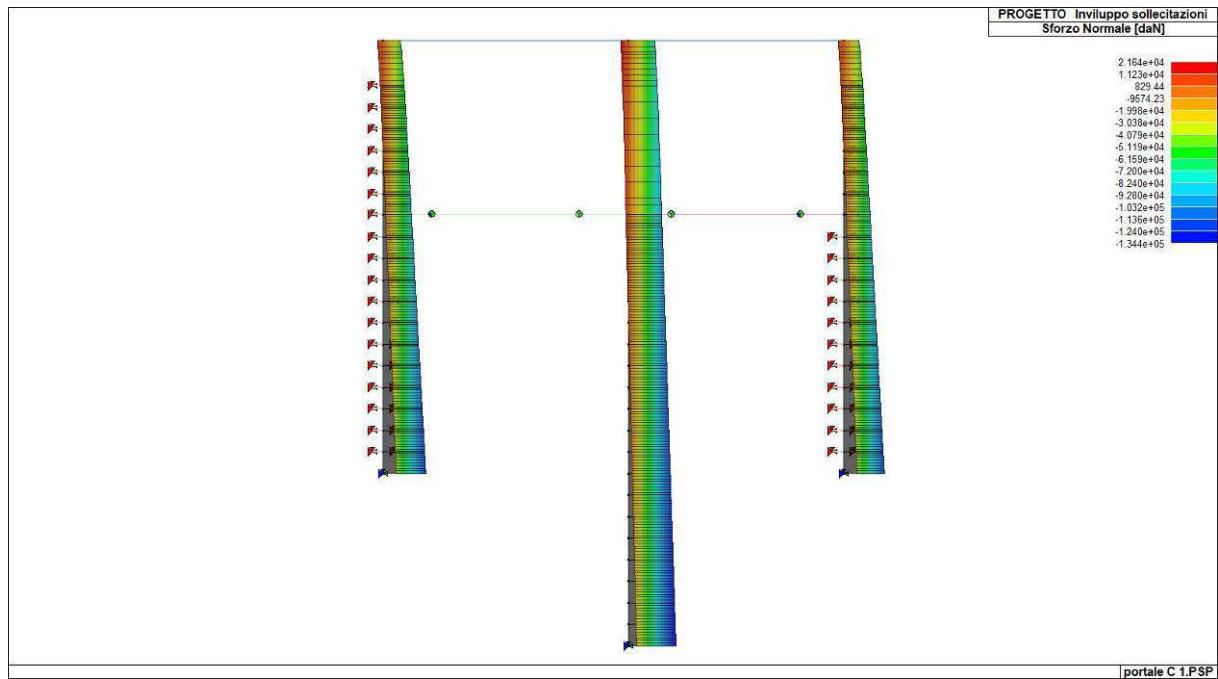 PROGETTO Inviluppo sollecitazioni
Sforzo Normale [daN]
2.164e+04
1.123e+04
829.44
-9574.23
-1.998e+04
-3.038e+04
-4.079e+04
-5.119e+04
-6.159e+04
-7.200e+04
-8.240e+04
-9.280e+04
-1.032e+05
-1.136e+05
-1.240e+05
-1.344e+05
portale C 1.PSP